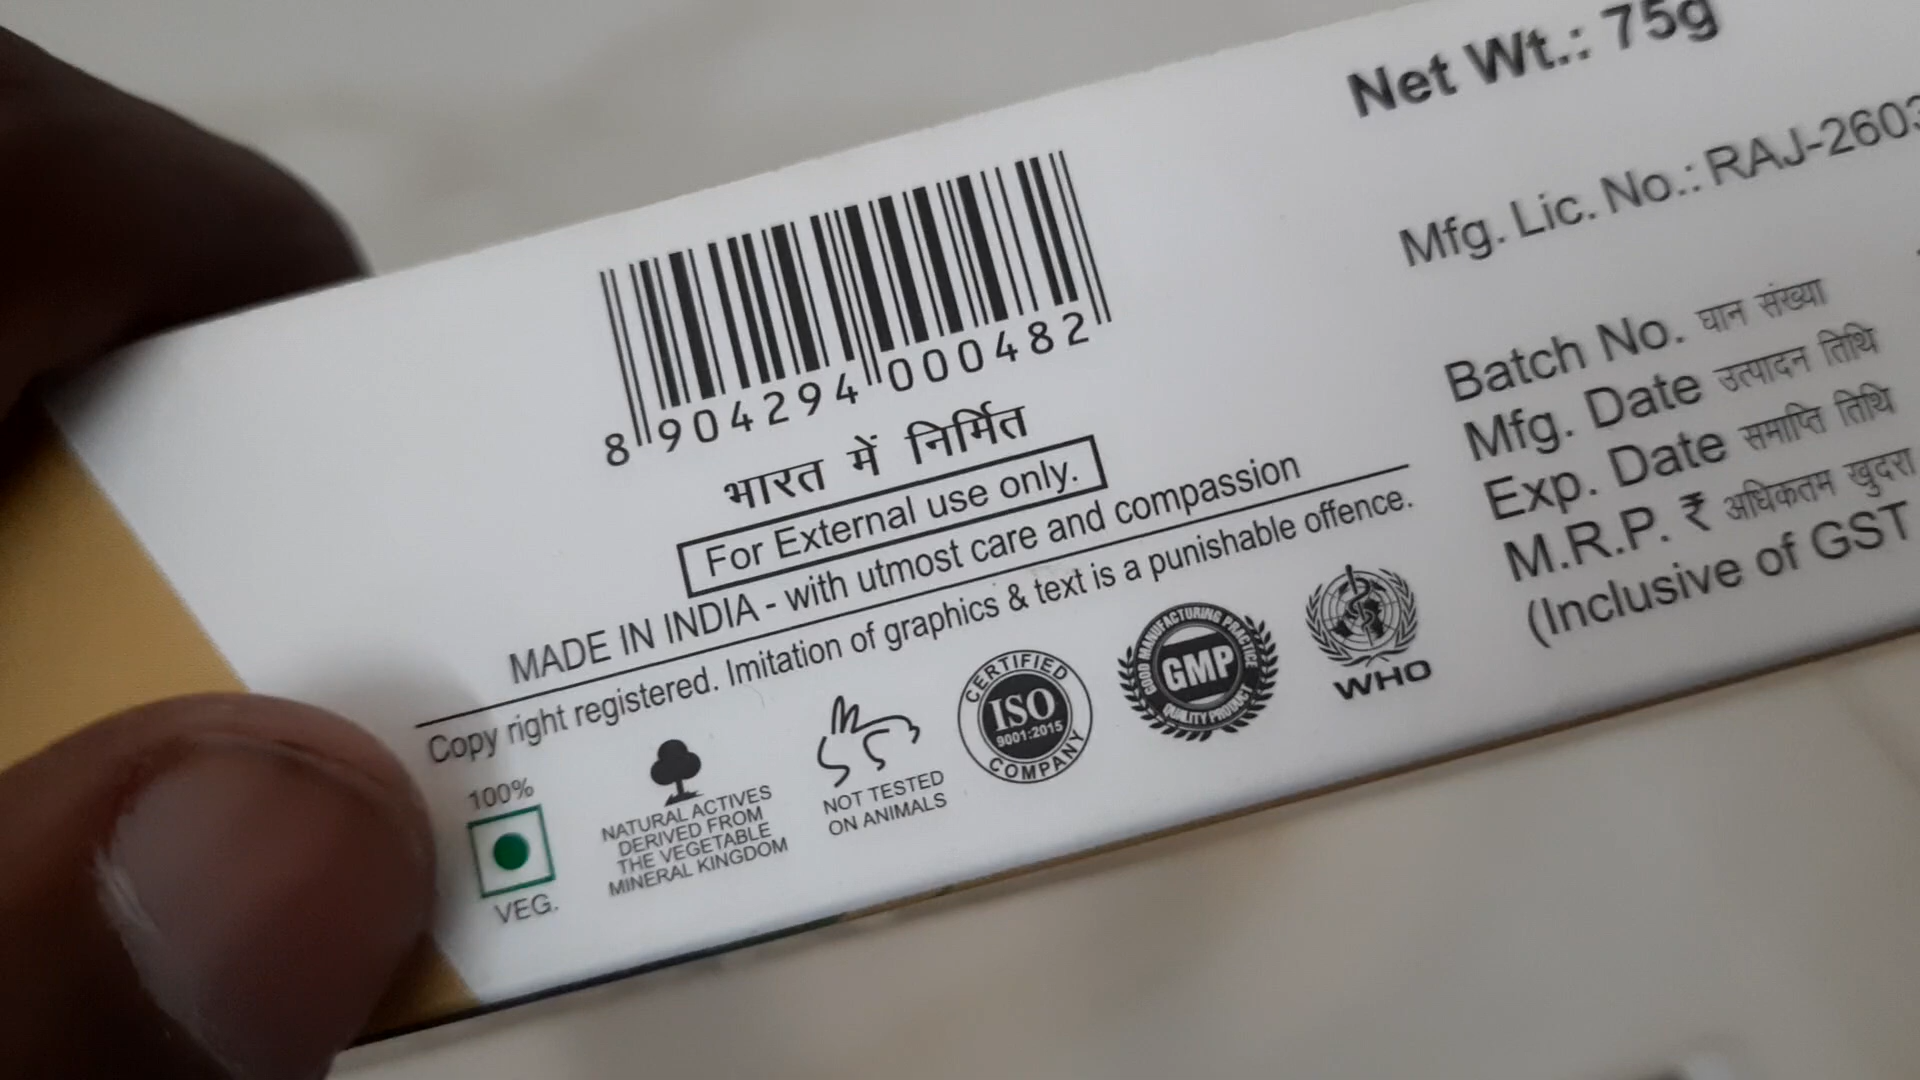 Net Wt.: 75g
Mfg. Lic. No.: RAJ-2603
8 904294 000482
भारत में निर्मित
For External use only.
MADE IN INDIA - with utmost care and compassion
Copy right registered. Imitation of graphics & text is a punishable offence.
Batch No. घान संख्या
Mfg. Date उत्पादन तिथि
Exp. Date समाप्ति तिथि
M.R.P. ₹ अधिकतम खुदरा
(Inclusive of GST
100%
VEG.
NATURAL ACTIVES
DERIVED FROM
THE VEGETABLE
MINERAL KINGDOM
NOT TESTED
ON ANIMALS
CERTIFIED
ISO
9001:2015
COMPANY
GOOD MANUFACTURING PRACTICE
GMP
QUALITY PRODUCT
WHO